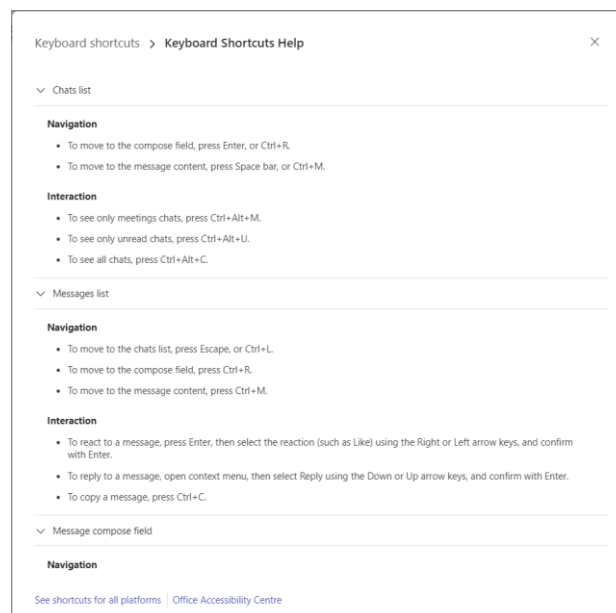 Keyboard shortcuts > Keyboard Shortcuts Help
Chats list
Navigation
• To move to the compose field, press Enter, or Ctrl+R.
• To move to the message content, press Space bar, or Ctrl+M.
Interaction
• To see only meetings chats, press Ctrl+Alt+M.
• To see only unread chats, press Ctrl+Alt+U.
• To see all chats, press Ctrl+Alt+C.
Messages list
Navigation
• To move to the chats list, press Escape, or Ctrl+L.
• To move to the compose field, press Ctrl+R.
• To move to the message content, press Ctrl+M.
Interaction
• To react to a message, press Enter, then select the reaction (such as Like) using the Right or Left arrow keys, and confirm
with Enter.
• To reply to a message, open context menu, then select Reply using the Down or Up arrow keys, and confirm with Enter.
• To copy a message, press Ctrl+C.
Message compose field
Navigation
See shortcuts for all platforms | Office Accessibility Centre